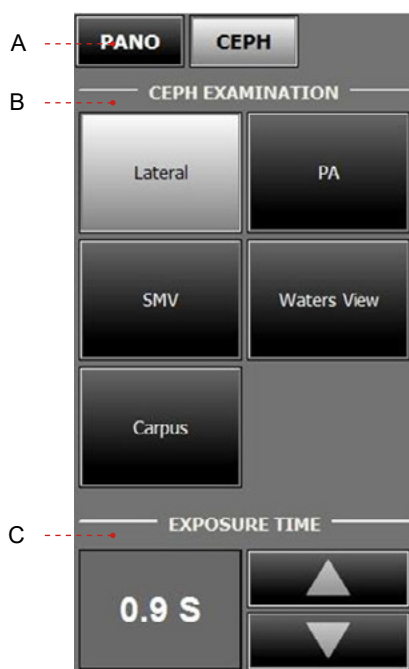 A PANO CEPH
B CEPH EXAMINATION
Lateral PA
SMV Waters View
Carpus
C EXPOSURE TIME
0.9 S